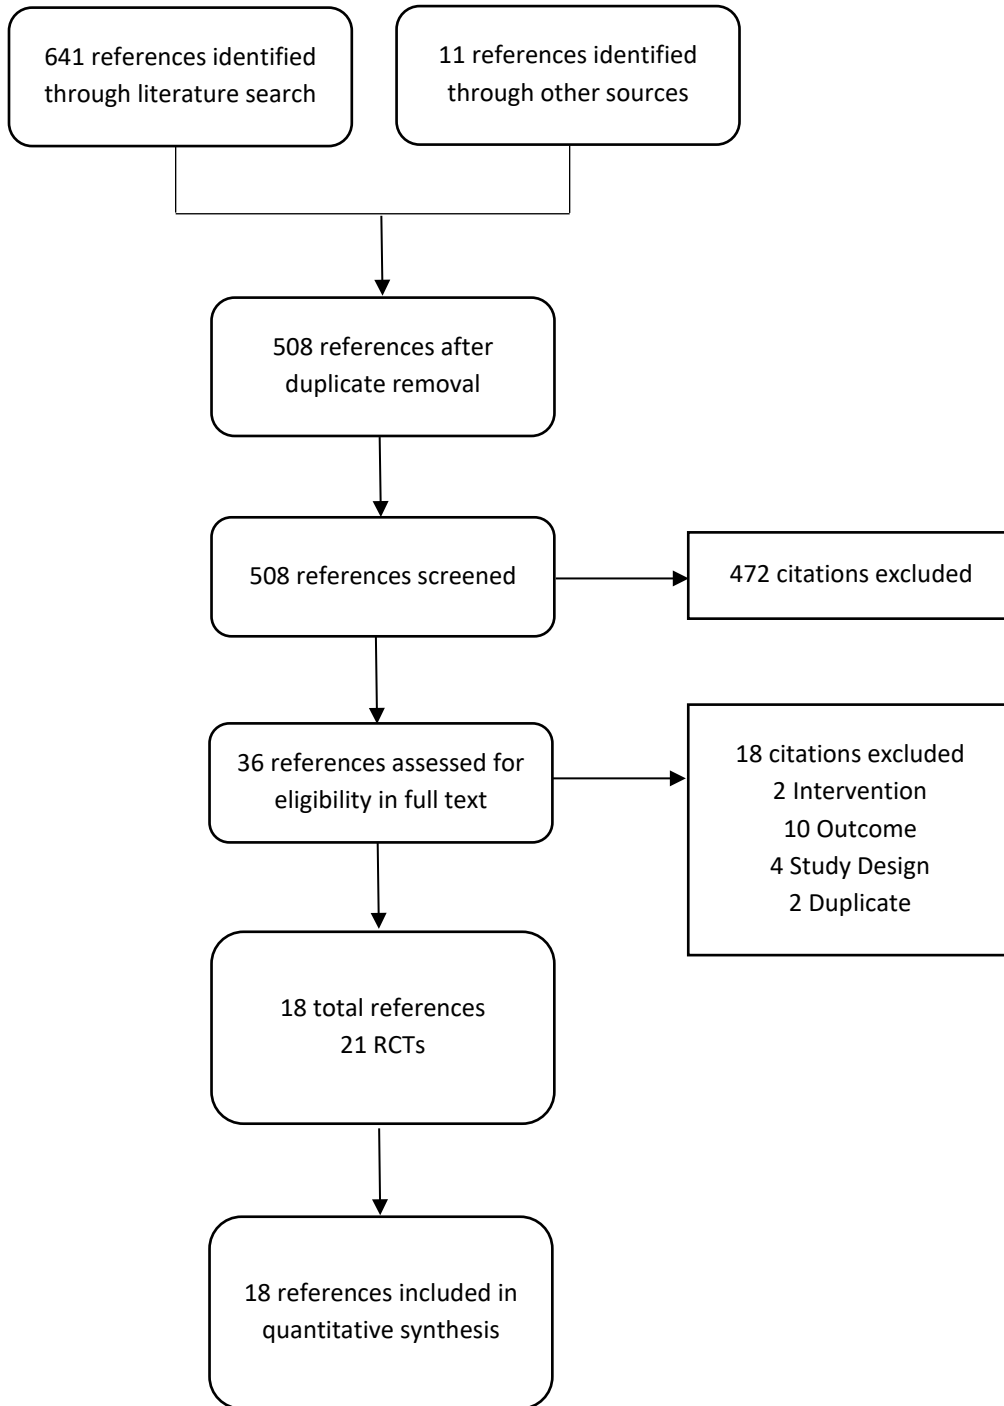 641 references identified
through literature search
11 references identified
through other sources
508 references after
duplicate removal
508 references screened
472 citations excluded
36 references assessed for
eligibility in full text
18 citations excluded
2 Intervention
10 Outcome
4 Study Design
2 Duplicate
18 total references
21 RCTs
18 references included in
quantitative synthesis